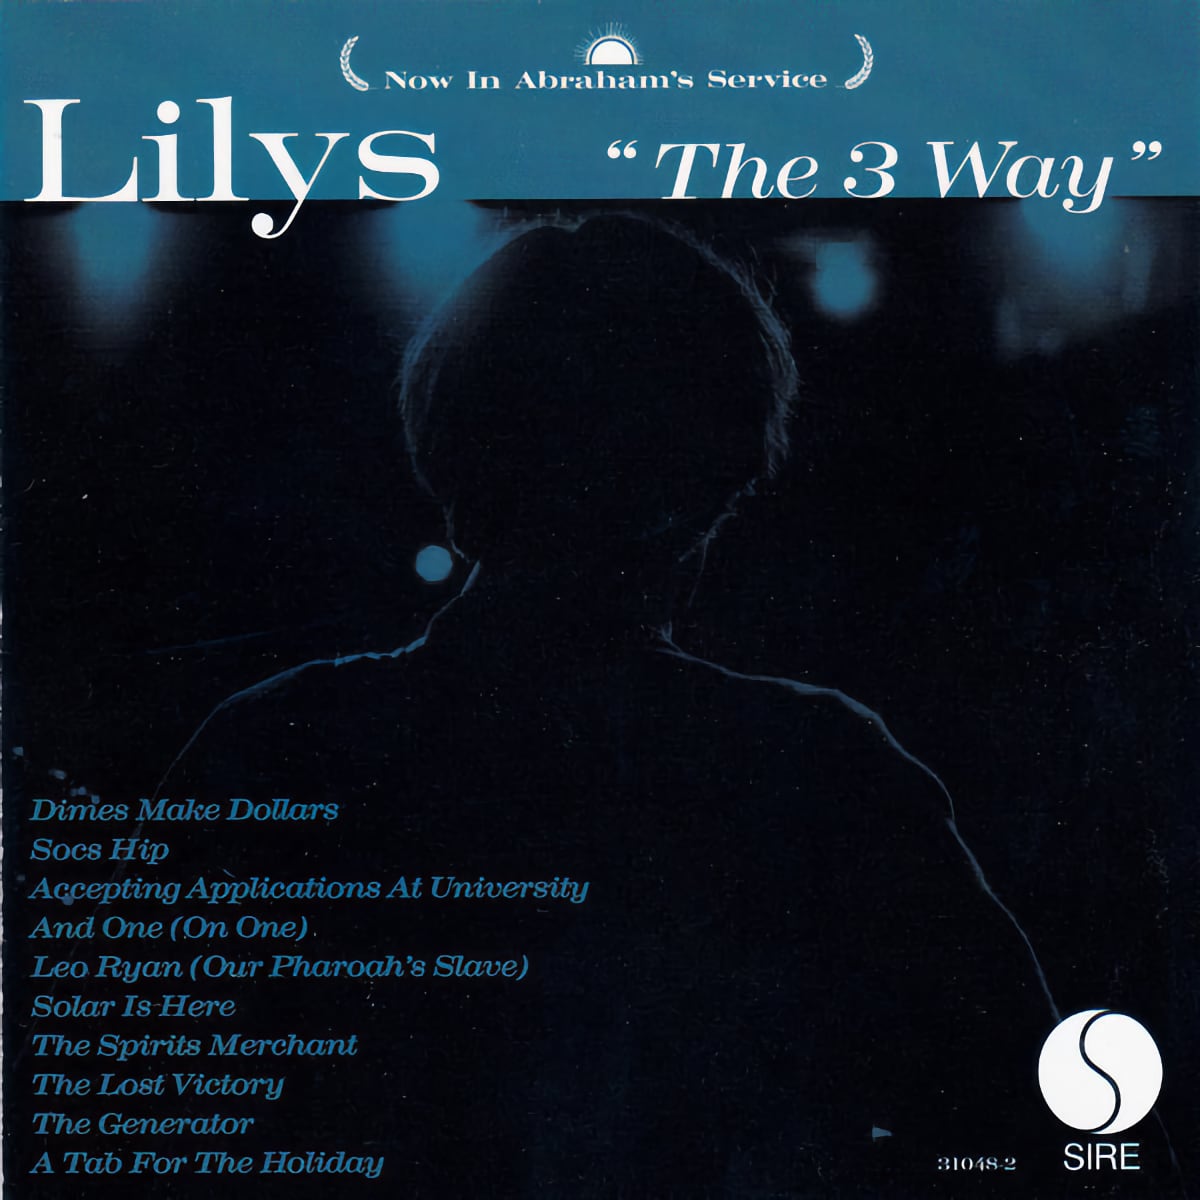 Now In Abraham's Service
Lilys
“The 3 Way”
Dimes Make Dollars
Socs Hip
Accepting Applications At University
And One (On One)
Leo Ryan (Our Pharoah's Slave)
Solar Is Here
The Spirits Merchant
The Lost Victory
The Generator
A Tab For The Holiday
31048-2
SIRE